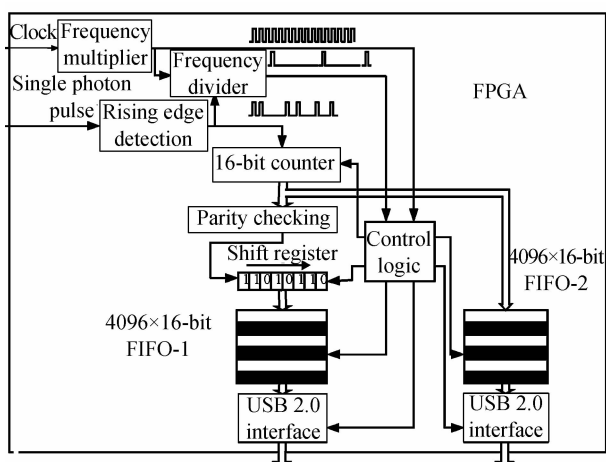 Clock
Frequency
multiplier
Frequency
divider
FPGA
Single photon
pulse
Rising edge
detection
16-bit counter
Parity checking
Shift register
Control
logic
4096×16-bit
FIFO-2
11010110
4096×16-bit
FIFO-1
USB 2.0
interface
USB 2.0
interface